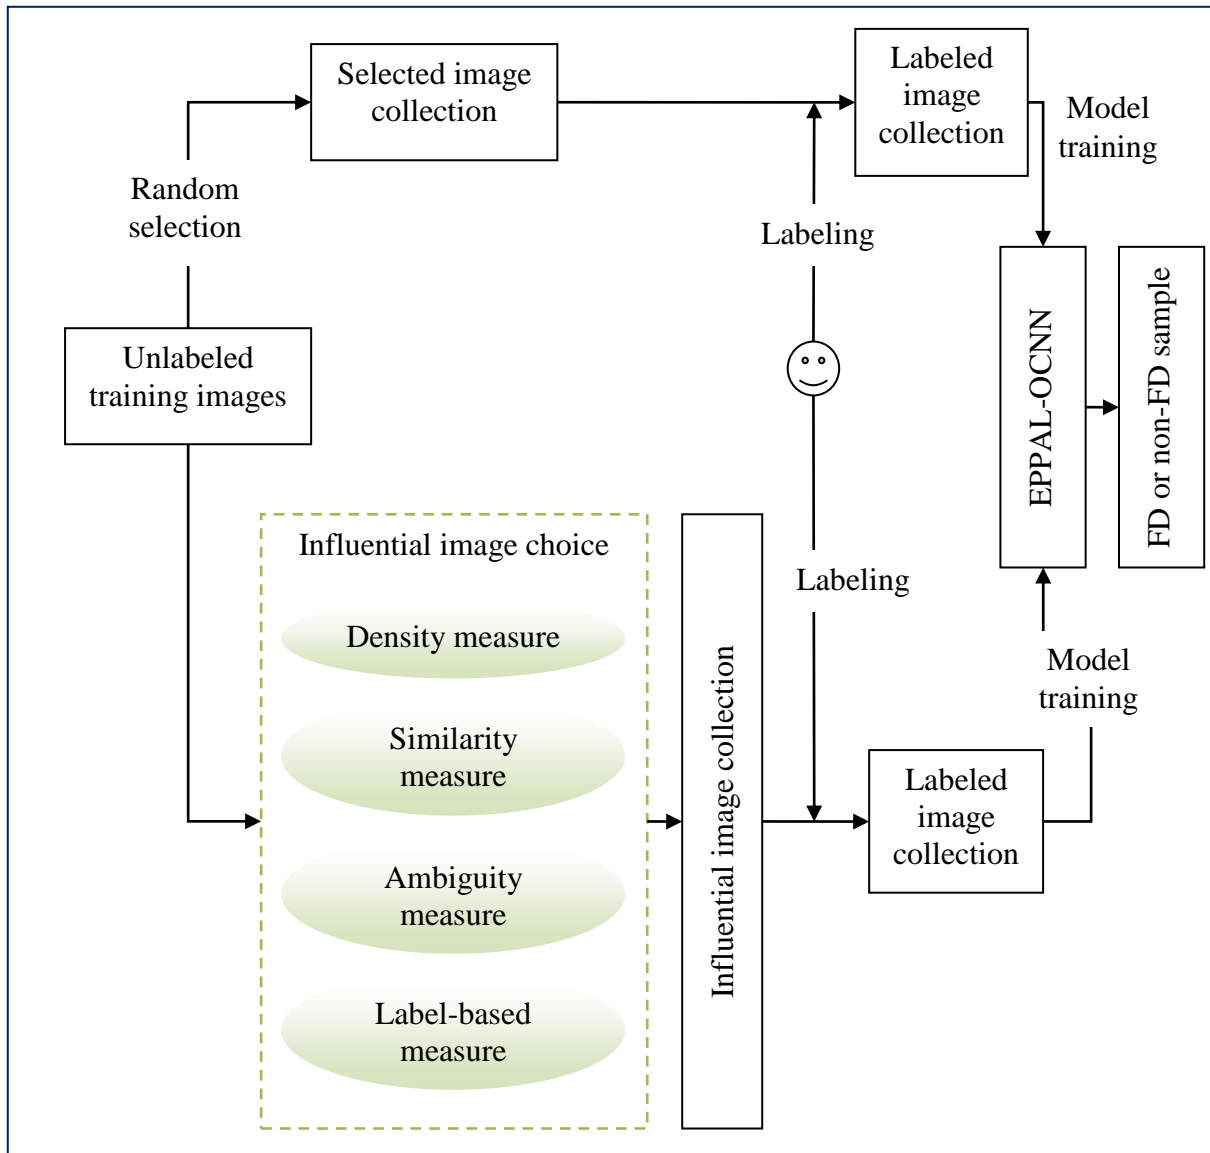 Selected image
collection
Labeled
image
collection
Model
training
Random
selection
Labeling
Unlabeled
training images
EPPAL-OCNN
FD or non-FD sample
Influential image choice
Density measure
Similarity
measure
Ambiguity
measure
Label-based
measure
Influential image collection
Labeling
Model
training
Labeled
image
collection